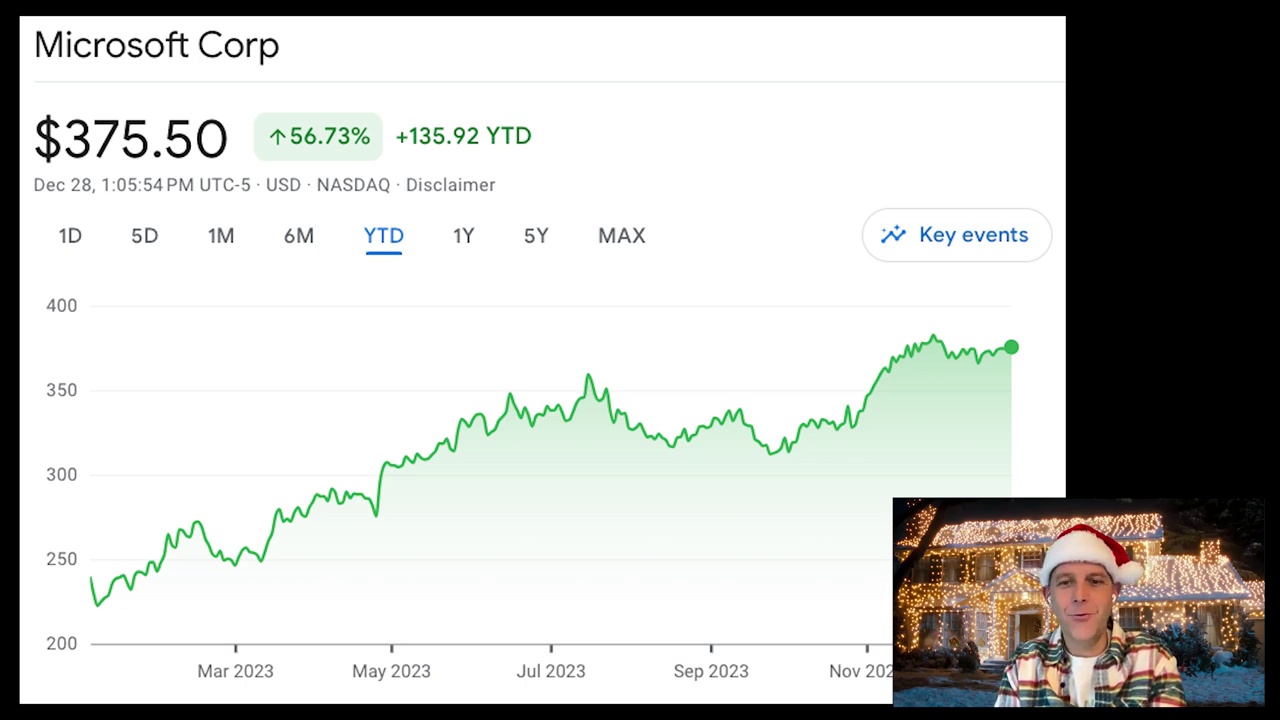 Microsoft Corp
$375.50 ↑56.73% +135.92 YTD
Dec 28, 1:05:54 PM UTC-5 · USD · NASDAQ · Disclaimer
1D 5D 1M 6M YTD 1Y 5Y MAX Key events
400
350
300
250
200
Mar 2023 May 2023 Jul 2023 Sep 2023 Nov 202